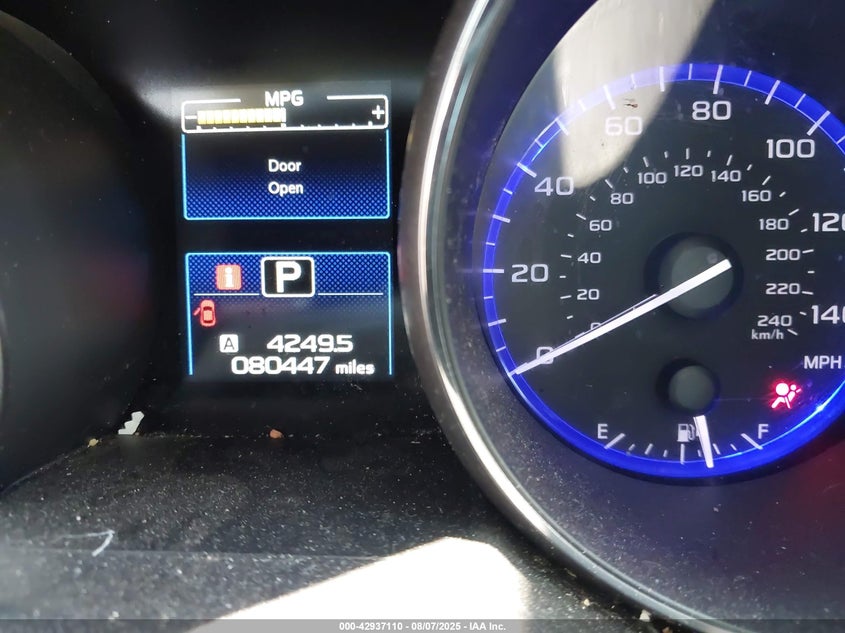 MPG
- +
Door
Open
i P
A 4249.5
080447 miles
0 20 40 60 80 100 120 140
20 40 60 80 100 120 140 160 180 200 220 240
km/h
MPH
E F
000-42937110 - 08/07/2025 - IAA Inc.